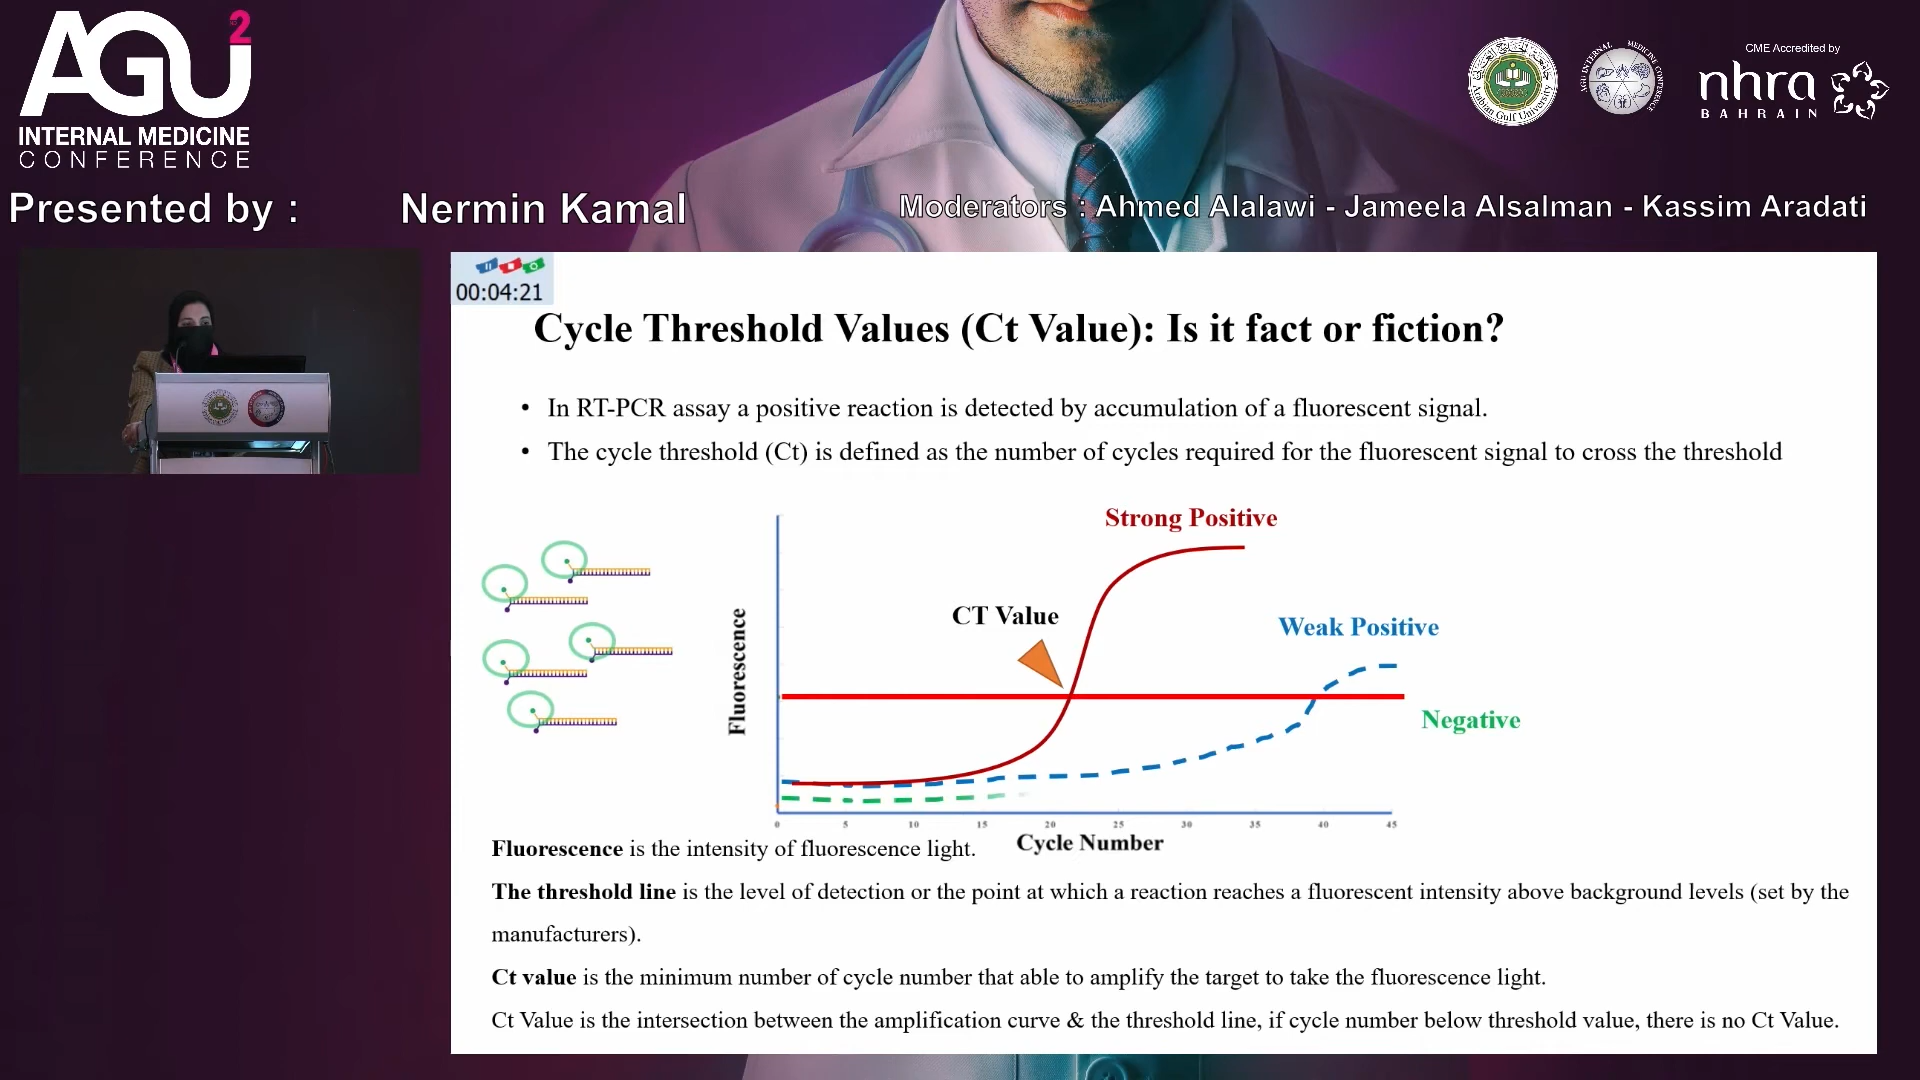 AGU2
INTERNAL MEDICINE
CONFERENCE
CME Accredited by
nhra
BAHRAIN
Arabian Gulf University
AGU INTERNAL MEDICINE CONFERENCE
Presented by : Nermin Kamal
Moderators : Ahmed Alalawi - Jameela Alsalman - Kassim Aradati
00:04:21
Cycle Threshold Values (Ct Value): Is it fact or fiction?
• In RT-PCR assay a positive reaction is detected by accumulation of a fluorescent signal.
• The cycle threshold (Ct) is defined as the number of cycles required for the fluorescent signal to cross the threshold
Strong Positive
CT Value
Weak Positive
Negative
Fluorescence
0 5 10 15 20 25 30 35 40 45
Cycle Number
Fluorescence is the intensity of fluorescence light.
The threshold line is the level of detection or the point at which a reaction reaches a fluorescent intensity above background levels (set by the
manufacturers).
Ct value is the minimum number of cycle number that able to amplify the target to take the fluorescence light.
Ct Value is the intersection between the amplification curve & the threshold line, if cycle number below threshold value, there is no Ct Value.